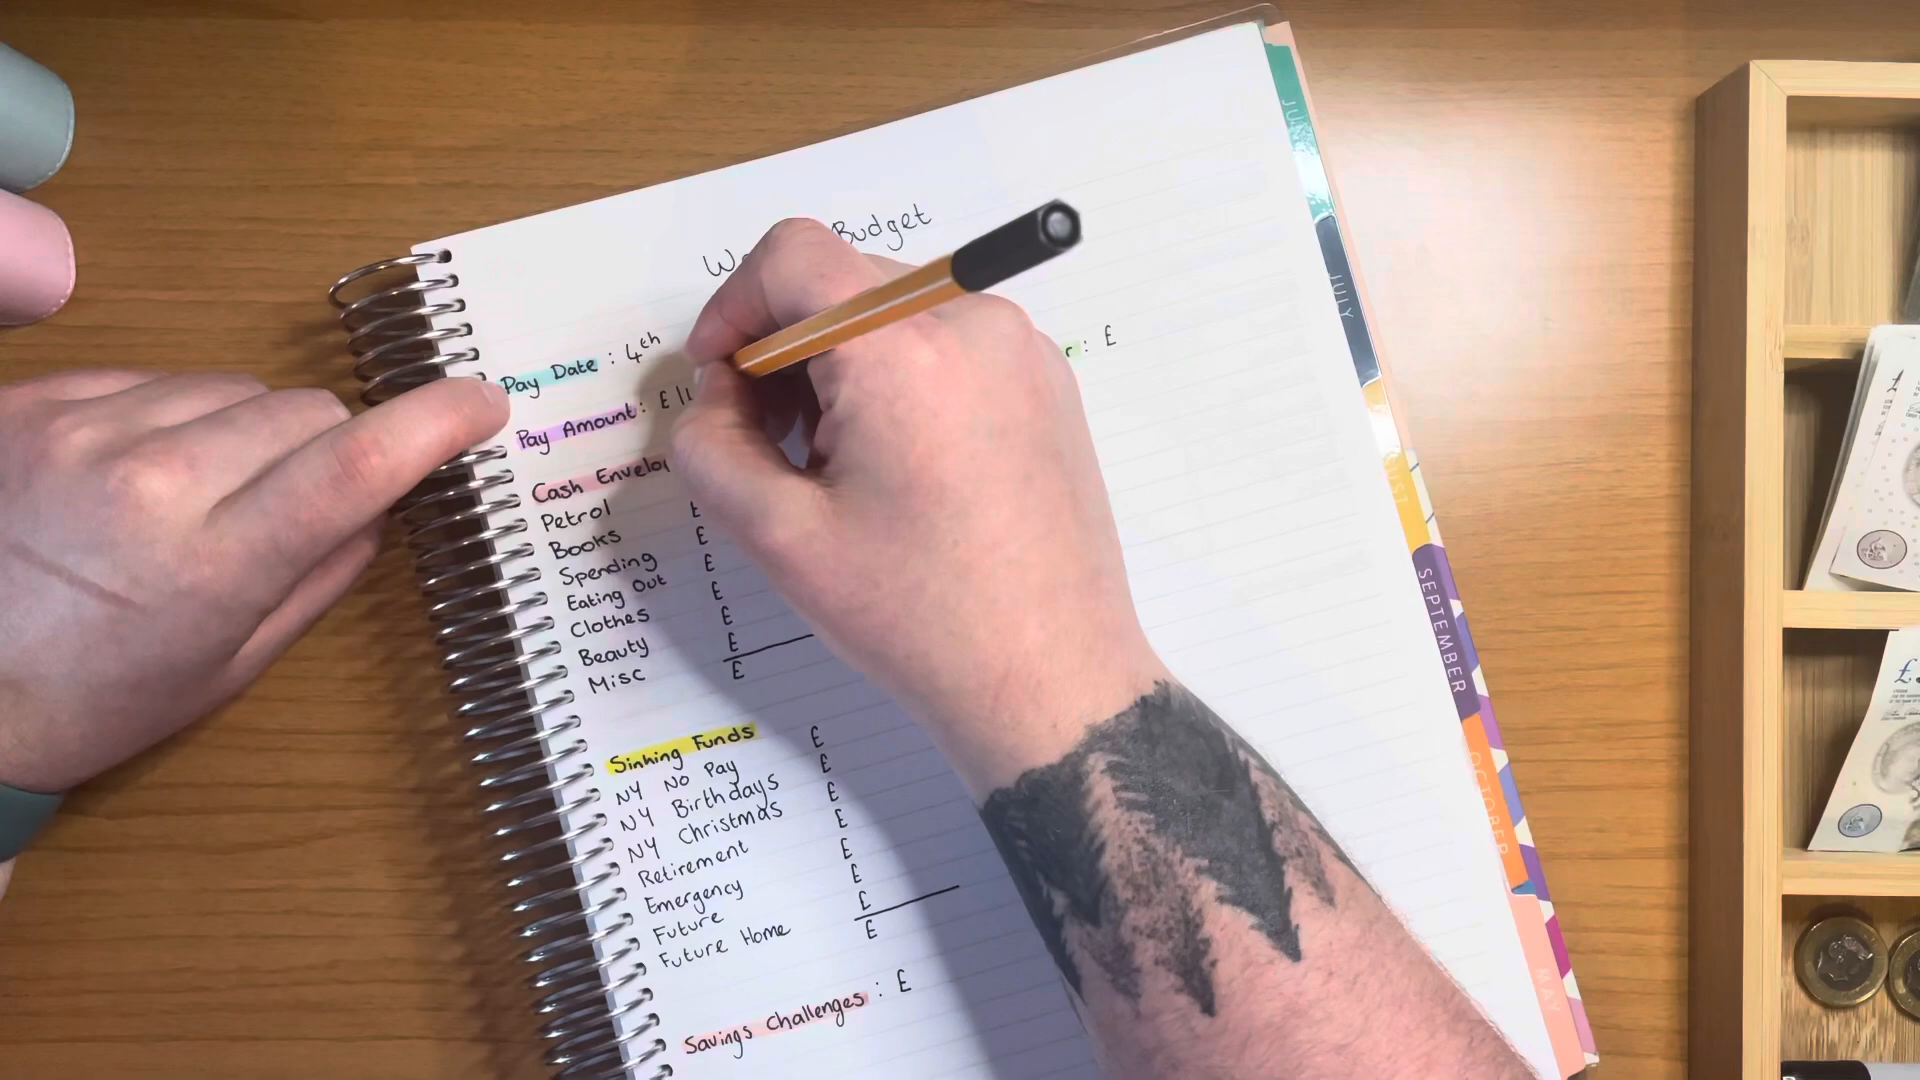 Budget
Pay Date : 4th
r : £
Pay Amount : £
Cash
Petrol
Books £
Spending £
Eating Out £
Clothes £
Beauty £
Misc £
Sinking Funds
NY No Pay £
NY Birthdays £
NY Christmas £
Retirement £
Emergency £
Future £
Future Home £
£
Savings Challenges : £
JULY
SEPTEMBER
OCTOBER
MAY
£